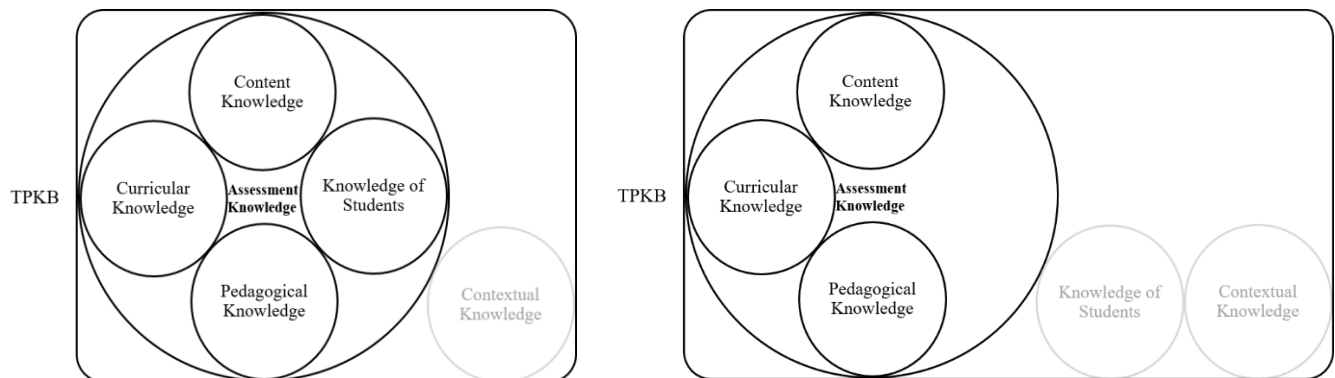 Content
Knowledge
TPKB
Curricular
Knowledge
Assessment
Knowledge
Knowledge of
Students
Pedagogical
Knowledge
Contextual
Knowledge
Content
Knowledge
TPKB
Curricular
Knowledge
Assessment
Knowledge
Pedagogical
Knowledge
Knowledge of
Students
Contextual
Knowledge